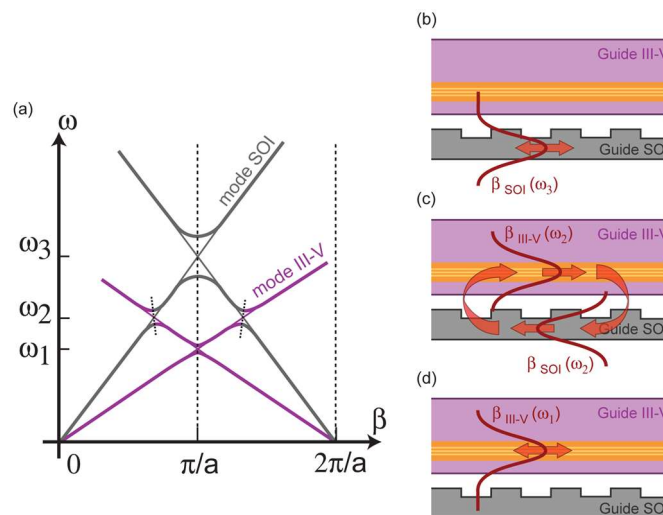 (a)
ω
ω3
ω2
ω1
0
π/a
2π/a
β
mode SOI
mode III-V
(b)
Guide III-V
Guide SO
β SOI (ω3)
(c)
Guide III-V
β III-V (ω2)
Guide SO
β SOI (ω2)
(d)
Guide III-V
β III-V (ω1)
Guide SO